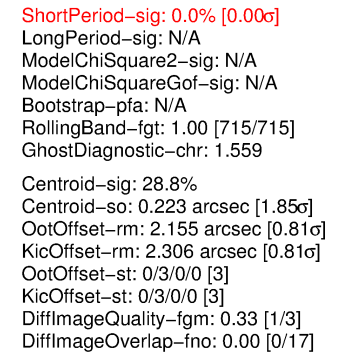 ShortPeriod−sig: 0.0% [0.00σ]
LongPeriod−sig: N/A
ModelChiSquare2−sig: N/A
ModelChiSquareGof−sig: N/A
Bootstrap−pfa: N/A
RollingBand−fgt: 1.00 [715/715]
GhostDiagnostic−chr: 1.559
Centroid−sig: 28.8%
Centroid−so: 0.223 arcsec [1.85σ]
OotOffset−rm: 2.155 arcsec [0.81σ]
KicOffset−rm: 2.306 arcsec [0.81σ]
OotOffset−st: 0/3/0/0 [3]
KicOffset−st: 0/3/0/0 [3]
DiffImageQuality−fgm: 0.33 [1/3]
DiffImageOverlap−fno: 0.00 [0/17]